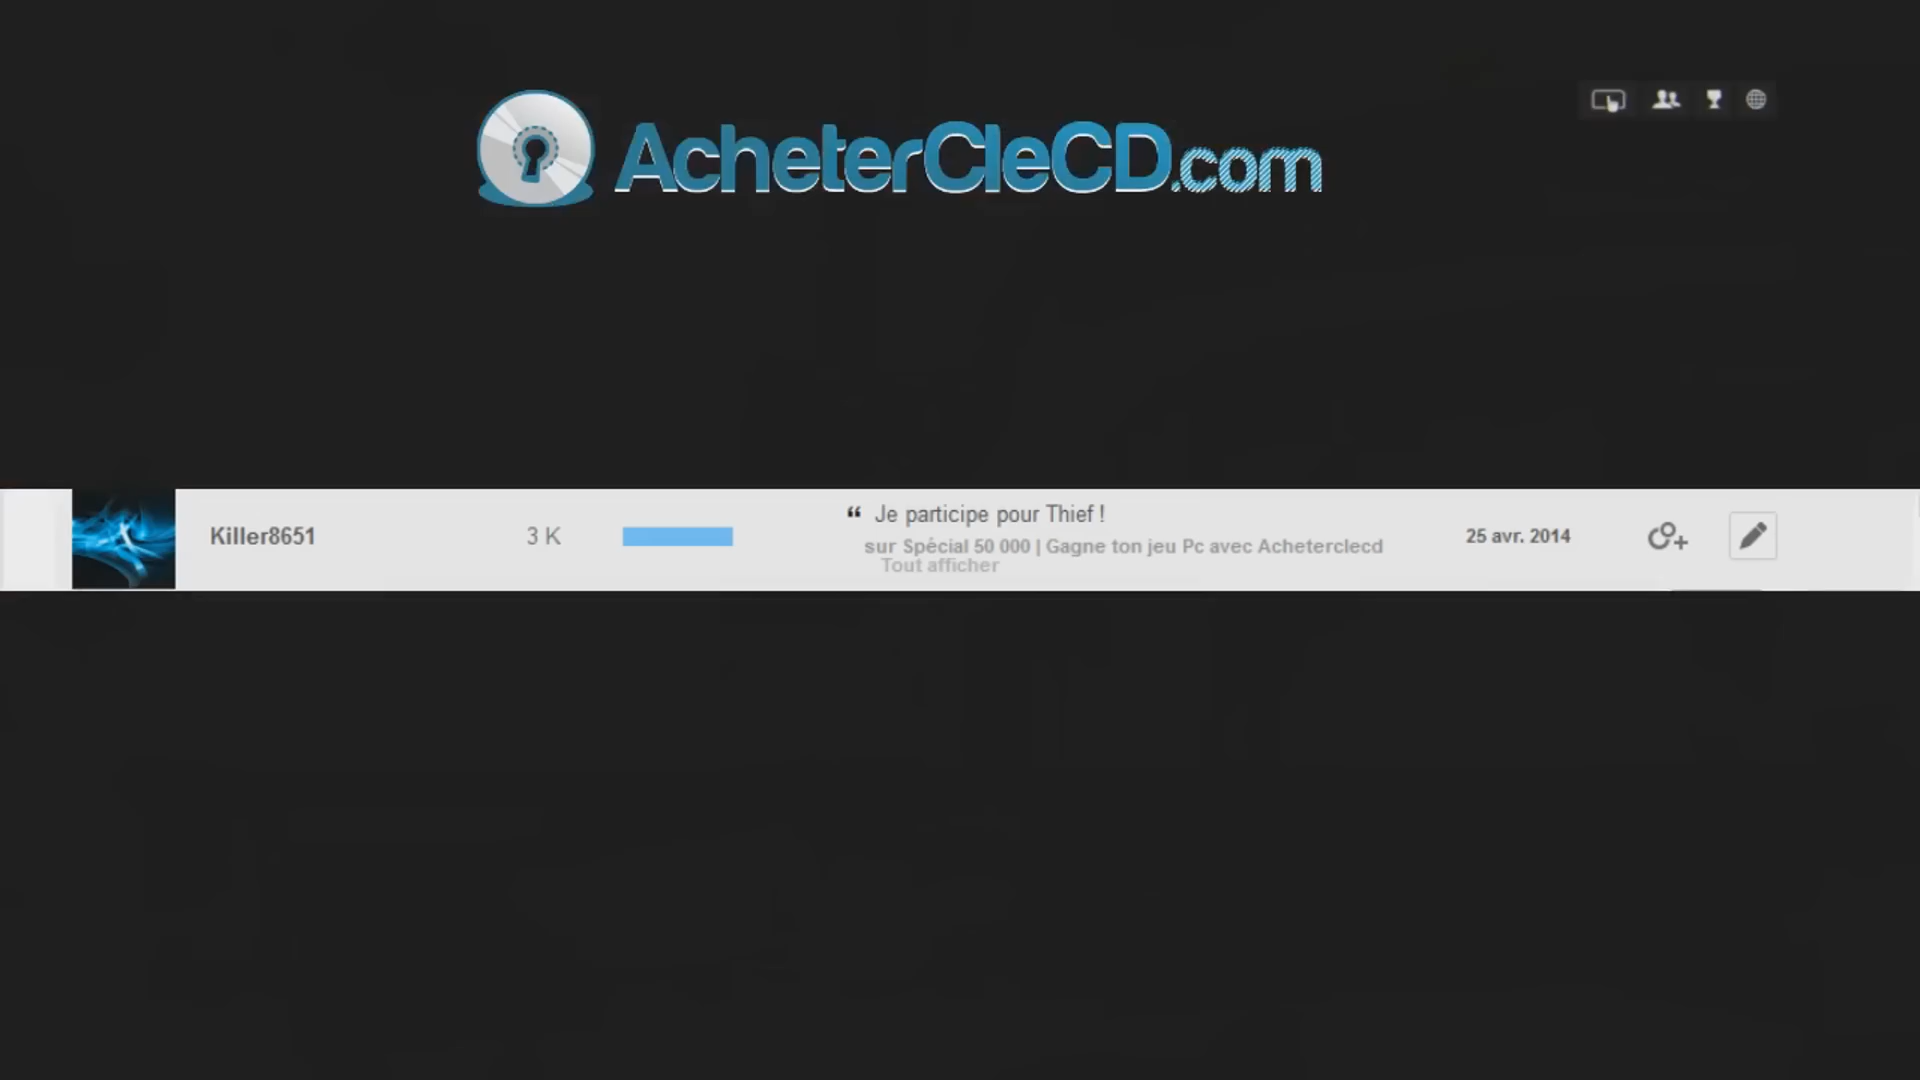 AcheterCleCD.com
Killer8651
3 K
“ Je participe pour Thief !
sur Spécial 50 000 | Gagne ton jeu Pc avec Acheterclecd
Tout afficher
25 avr. 2014